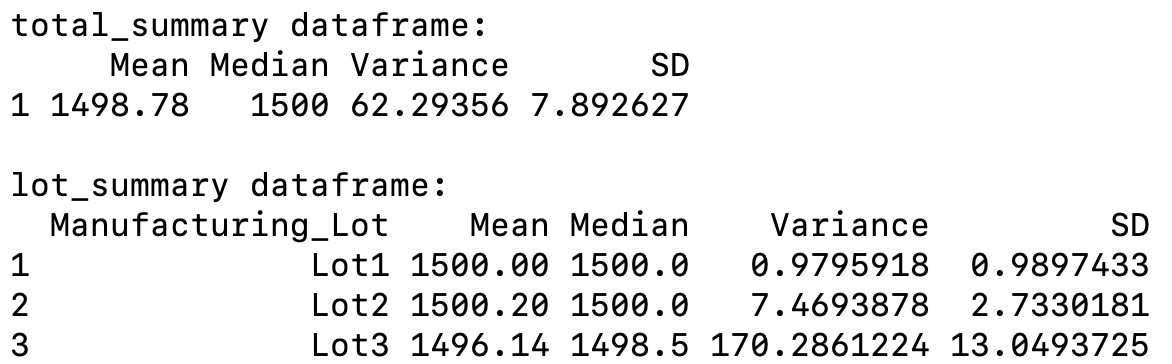 total_summary dataframe:
     Mean Median Variance       SD
1 1498.78   1500 62.29356 7.892627

lot_summary dataframe:
  Manufacturing_Lot    Mean Median    Variance         SD
1              Lot1 1500.00 1500.0   0.9795918  0.9897433
2              Lot2 1500.20 1500.0   7.4693878  2.7330181
3              Lot3 1496.14 1498.5 170.2861224 13.0493725